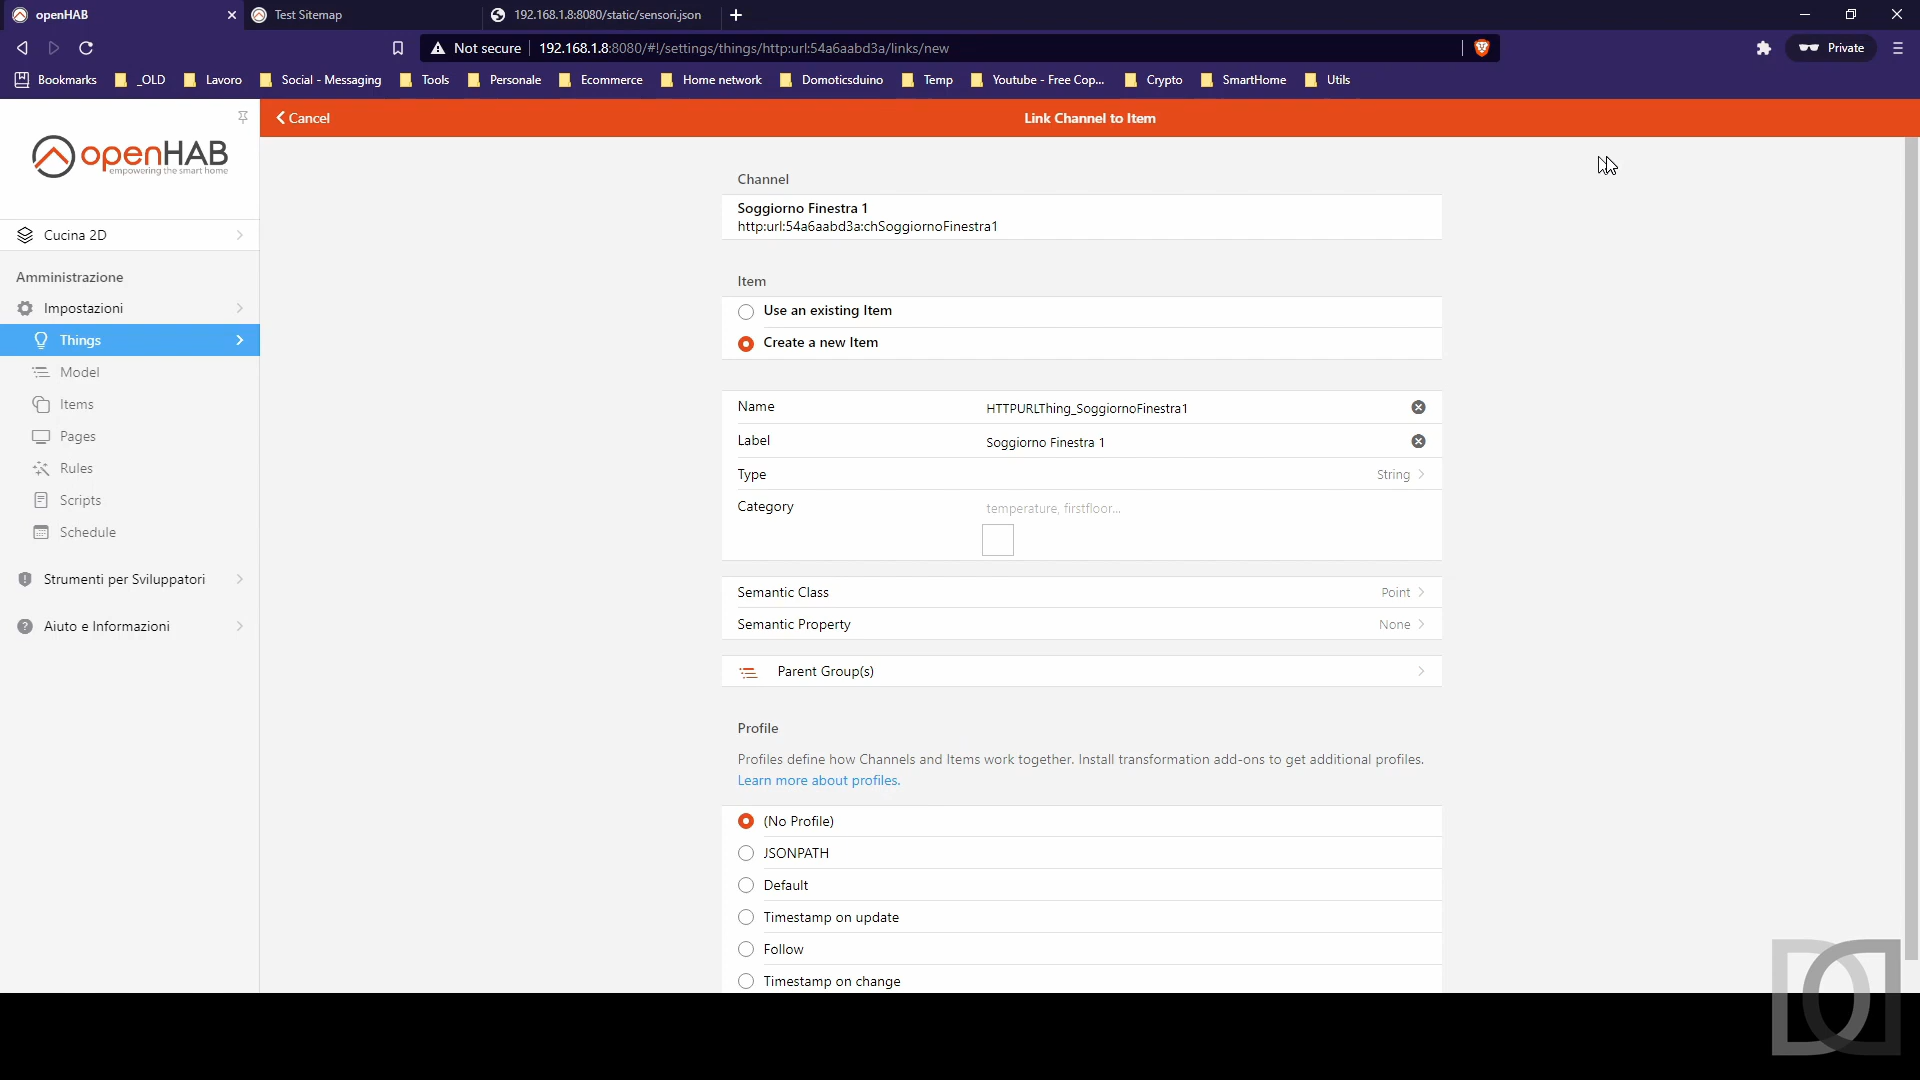 openHAB
Test Sitemap
192.168.1.8:8080/static/sensori.json
Not secure
192.168.1.8:8080/#!/settings/things/http:url:54a6aabd3a/links/new
Private
Bookmarks
_OLD
Lavoro
Social - Messaging
Tools
Personale
Ecommerce
Home network
Domoticsduino
Temp
Youtube - Free Cop...
Crypto
SmartHome
Utils
openHAB
empowering the smart home
Cucina 2D
Amministrazione
Impostazioni
Things
Model
Items
Pages
Rules
Scripts
Schedule
Strumenti per Sviluppatori
Aiuto e Informazioni
Cancel
Link Channel to Item
Channel
Soggiorno Finestra 1
http:url:54a6aabd3a:chSoggiornoFinestra1
Item
Use an existing Item
Create a new Item
Name HTTPURLThing_SoggiornoFinestra1
Label Soggiorno Finestra 1
Type String
Category temperature, firstfloor...
Semantic Class Point
Semantic Property None
Parent Group(s)
Profile
Profiles define how Channels and Items work together. Install transformation add-ons to get additional profiles.
Learn more about profiles.
(No Profile)
JSONPATH
Default
Timestamp on update
Follow
Timestamp on change